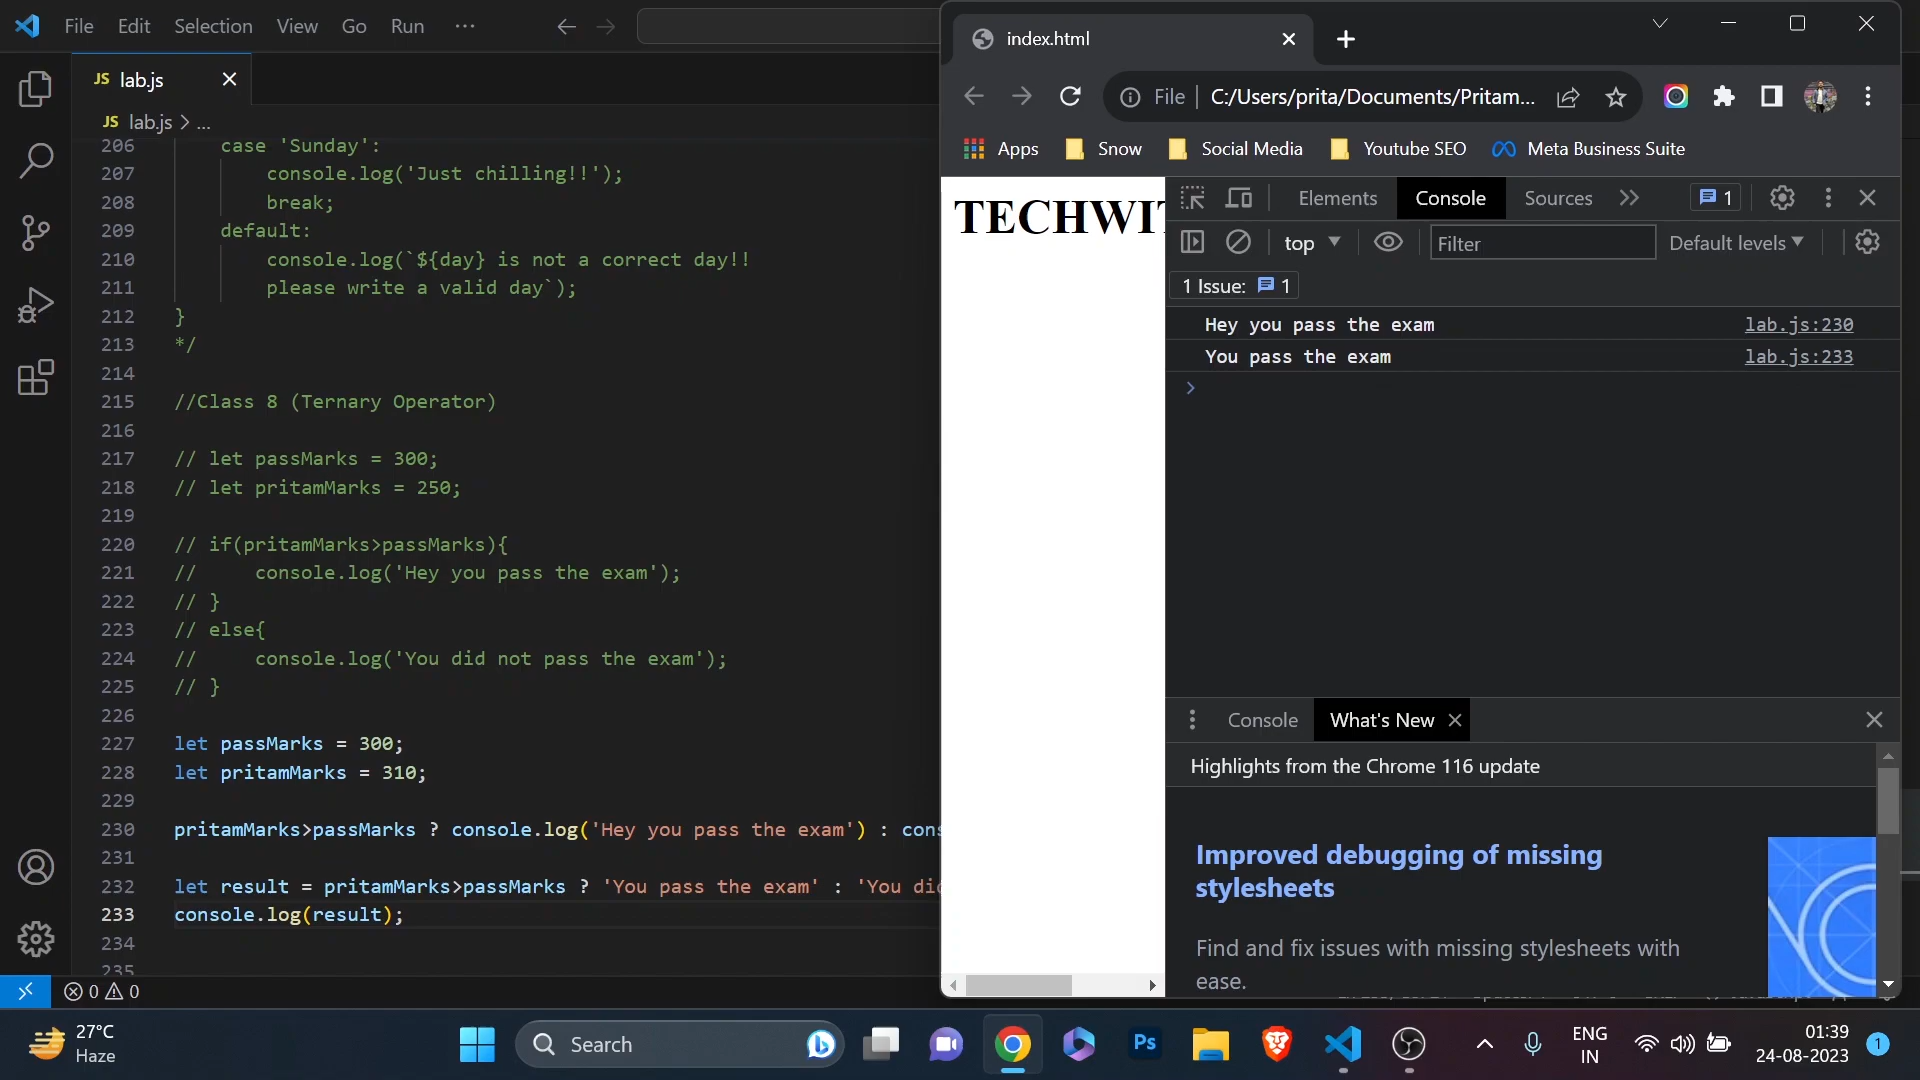 File Edit Selection View Go Run ...
JS lab.js
JS lab.js > ...
206 case 'Sunday':
207 console.log('Just chilling!!');
208 break;
209 default:
210 console.log(`${day} is not a correct day!!
211 please write a valid day`);
212 }
213 */
214
215 //Class 8 (Ternary Operator)
216
217 // let passMarks = 300;
218 // let pritamMarks = 250;
219
220 // if(pritamMarks>passMarks){
221 // console.log('Hey you pass the exam');
222 // }
223 // else{
224 // console.log('You did not pass the exam');
225 // }
226
227 let passMarks = 300;
228 let pritamMarks = 310;
229
230 pritamMarks>passMarks ? console.log('Hey you pass the exam') : cons
231
232 let result = pritamMarks>passMarks ? 'You pass the exam' : 'You did
233 console.log(result);
234
235
0 0
index.html
File C:/Users/prita/Documents/Pritam...
Apps Snow Social Media Youtube SEO Meta Business Suite
TECHWIT
Elements Console Sources 1
top Filter Default levels
1 Issue: 1
Hey you pass the exam lab.js:230
You pass the exam lab.js:233
Console What's New
Highlights from the Chrome 116 update
Improved debugging of missing
stylesheets
Find and fix issues with missing stylesheets with
ease.
27°C
Haze
Search
Ps
ENG
IN
01:39
24-08-2023
1